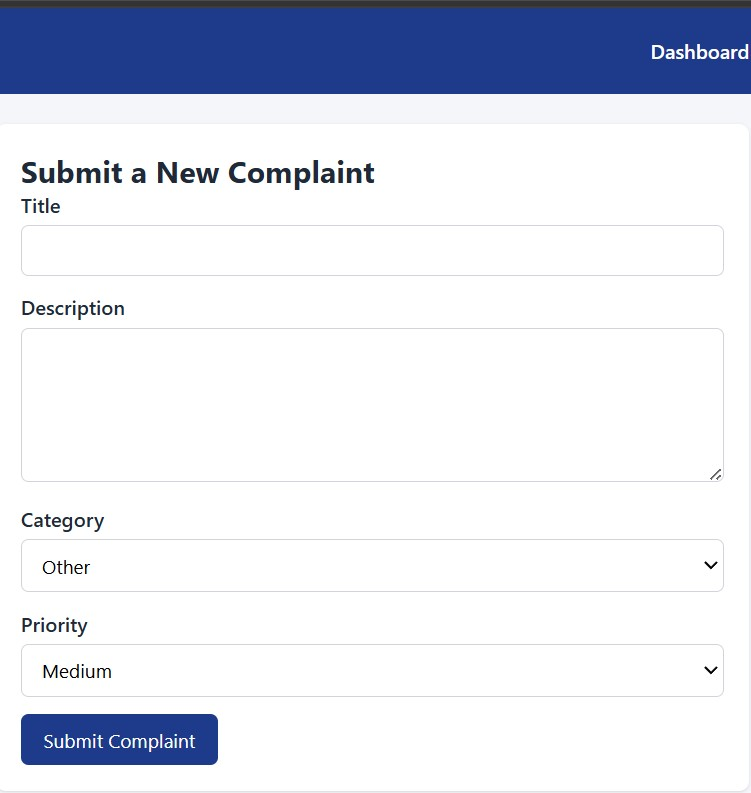 Dashboard
Submit a New Complaint
Title
Description
Category
Other
Priority
Medium
Submit Complaint